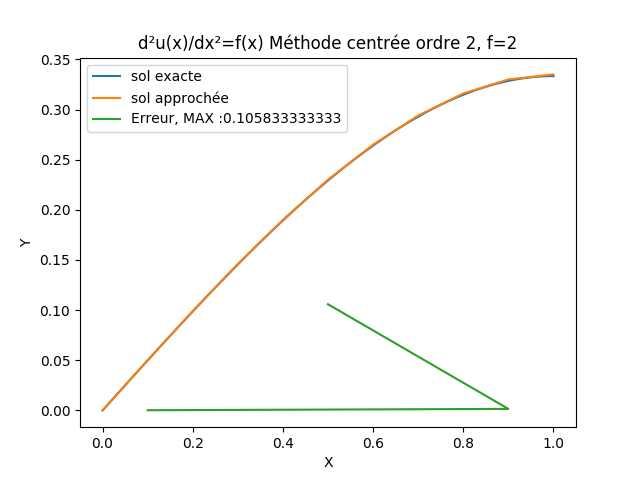 d²u(x)/dx²=f(x) Méthode centrée ordre 2, f=2
sol exacte
sol approchée
Erreur, MAX :0.105833333333
0.35
0.30
0.25
0.20
0.15
0.10
0.05
0.00
Y
0.0 0.2 0.4 0.6 0.8 1.0
X